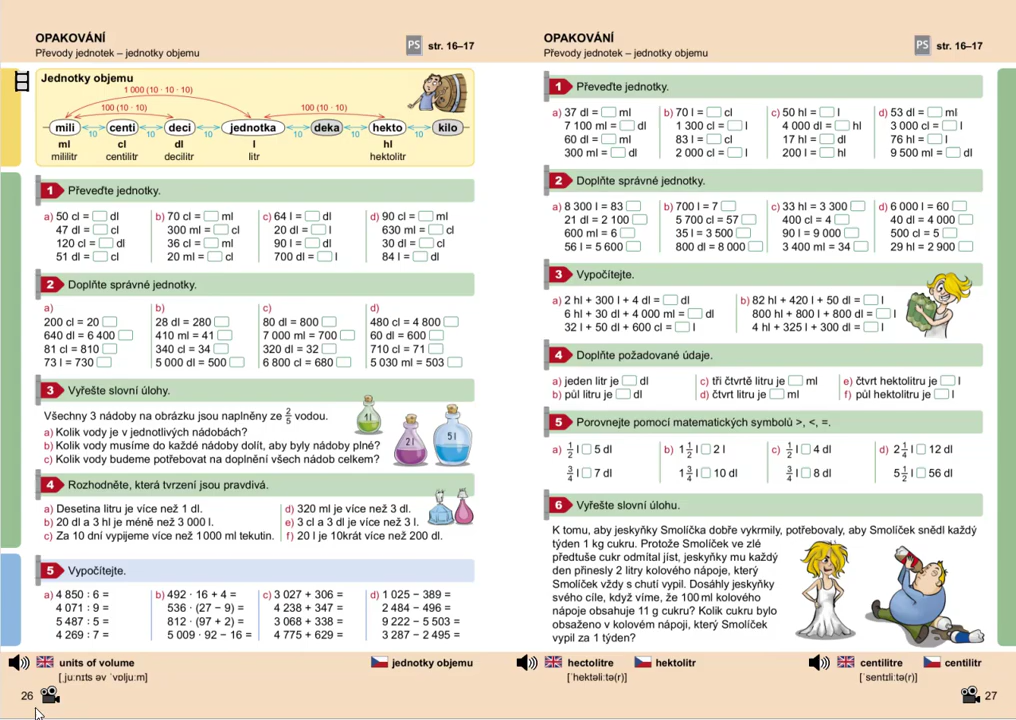 OPAKOVÁNÍ
Převody jednotek – jednotky objemu
PS str. 16–17
Jednotky objemu
1 000 (10 · 10 · 10)
100 (10 · 10) 100 (10 · 10)
mili centi deci jednotka deka hekto kilo
10 10 10 10 10 10
ml cl dl l hl
mililitr centilitr decilitr litr hektolitr
1 Převeďte jednotky.
a) 50 cl = dl b) 70 cl = ml c) 64 l = dl d) 90 cl = ml
47 dl = cl 300 ml = cl 20 dl = l 630 ml = cl
120 cl = dl 36 cl = ml 90 l = dl 30 dl = cl
51 dl = cl 20 ml = cl 700 dl = l 84 l = dl
2 Doplňte správné jednotky.
a) b) c) d)
200 cl = 20 28 dl = 280 80 dl = 800 480 cl = 4 800
640 dl = 6 400 410 ml = 41 7 000 ml = 700 60 dl = 600
81 cl = 810 340 cl = 34 320 dl = 32 710 cl = 71
73 l = 730 5 000 dl = 500 6 800 cl = 680 5 030 ml = 503
3 Vyřešte slovní úlohy.
Všechny 3 nádoby na obrázku jsou naplněny ze 2/5 vodou.
a) Kolik vody je v jednotlivých nádobách?
b) Kolik vody musíme do každé nádoby dolít, aby byly nádoby plné?
c) Kolik vody budeme potřebovat na doplnění všech nádob celkem?
1 l 2 l 5 l
4 Rozhodněte, která tvrzení jsou pravdivá.
a) Desetina litru je více než 1 dl. d) 320 ml je více než 3 dl.
b) 20 dl a 3 hl je méně než 3 000 l. e) 3 cl a 3 dl je více než 3 l.
c) Za 10 dní vypijeme více než 1 000 ml tekutin. f) 20 l je 10krát více než 200 dl.
5 Vypočítejte.
a) 4 850 : 6 = b) 492 · 16 + 4 = c) 3 027 + 306 = d) 1 025 − 389 =
4 071 : 9 = 536 · (27 − 9) = 4 238 + 347 = 2 484 − 496 =
5 487 : 5 = 812 · (97 + 2) = 3 068 + 338 = 9 222 − 5 503 =
4 269 : 7 = 5 009 · 92 − 16 = 4 775 + 629 = 3 287 − 2 495 =
units of volume jednotky objemu
[ˌjuːnɪts əv ˈvɒljuːm]
26
OPAKOVÁNÍ
Převody jednotek – jednotky objemu
PS str. 16–17
1 Převeďte jednotky.
a) 37 dl = ml b) 70 l = cl c) 50 hl = l d) 53 dl = ml
7 100 ml = dl 1 300 cl = l 4 000 dl = hl 3 000 cl = l
60 dl = ml 83 l = cl 17 hl = dl 76 hl = l
300 ml = dl 2 000 cl = l 200 l = hl 9 500 ml = dl
2 Doplňte správné jednotky.
a) 8 300 l = 83 b) 700 l = 7 c) 33 hl = 3 300 d) 6 000 l = 60
21 dl = 2 100 5 700 cl = 57 400 cl = 4 40 dl = 4 000
600 ml = 6 35 l = 3 500 90 l = 9 000 500 cl = 5
56 l = 5 600 800 dl = 8 000 3 400 ml = 34 29 hl = 2 900
3 Vypočítejte.
a) 2 hl + 300 l + 4 dl = dl b) 82 hl + 420 l + 50 dl = l
6 hl + 30 dl + 4 000 ml = dl 800 hl + 800 l + 800 dl = l
32 l + 50 dl + 600 cl = l 4 hl + 325 l + 300 dl = l
4 Doplňte požadované údaje.
a) jeden litr je dl c) tři čtvrtě litru je ml e) čtvrt hektolitru je l
b) půl litru je dl d) čtvrt litru je ml f) půl hektolitru je l
5 Porovnejte pomocí matematických symbolů >, <, =.
a) 1/2 l 5 dl b) 1 1/2 l 2 l c) 1/2 l 4 dl d) 2 1/4 l 12 dl
3/4 l 7 dl 1 3/4 l 10 dl 3/4 l 8 dl 5 1/2 l 56 dl
6 Vyřešte slovní úlohu.
K tomu, aby jeskyňky Smolíčka dobře vykrmily, potřebovaly, aby Smolíček snědl každý
týden 1 kg cukru. Protože Smolíček ve zlé
předtuše cukr odmítal jíst, jeskyňky mu každý
den přinesly 2 litry kolového nápoje, který
Smolíček vždy s chutí vypil. Dosáhly jeskyňky
svého cíle, když víme, že 100 ml kolového
nápoje obsahuje 11 g cukru? Kolik cukru bylo
obsaženo v kolovém nápoji, který Smolíček
vypil za 1 týden?
hectolitre hektolitr centilitre centilitr
[ˈhektəliːtə(r)] [ˈsentɪliːtə(r)]
27